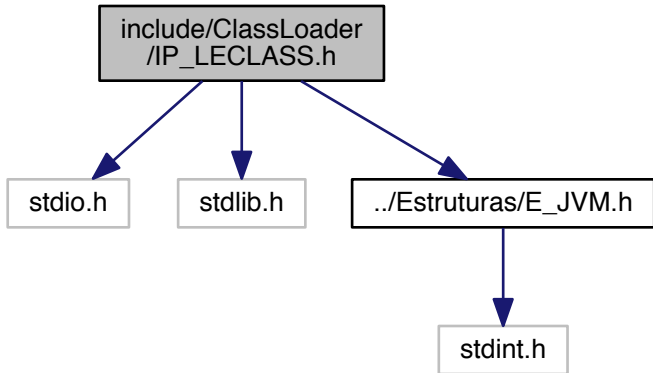 include/ClassLoader
/IP_LECLASS.h
stdio.h
stdlib.h
../Estruturas/E_JVM.h
stdint.h